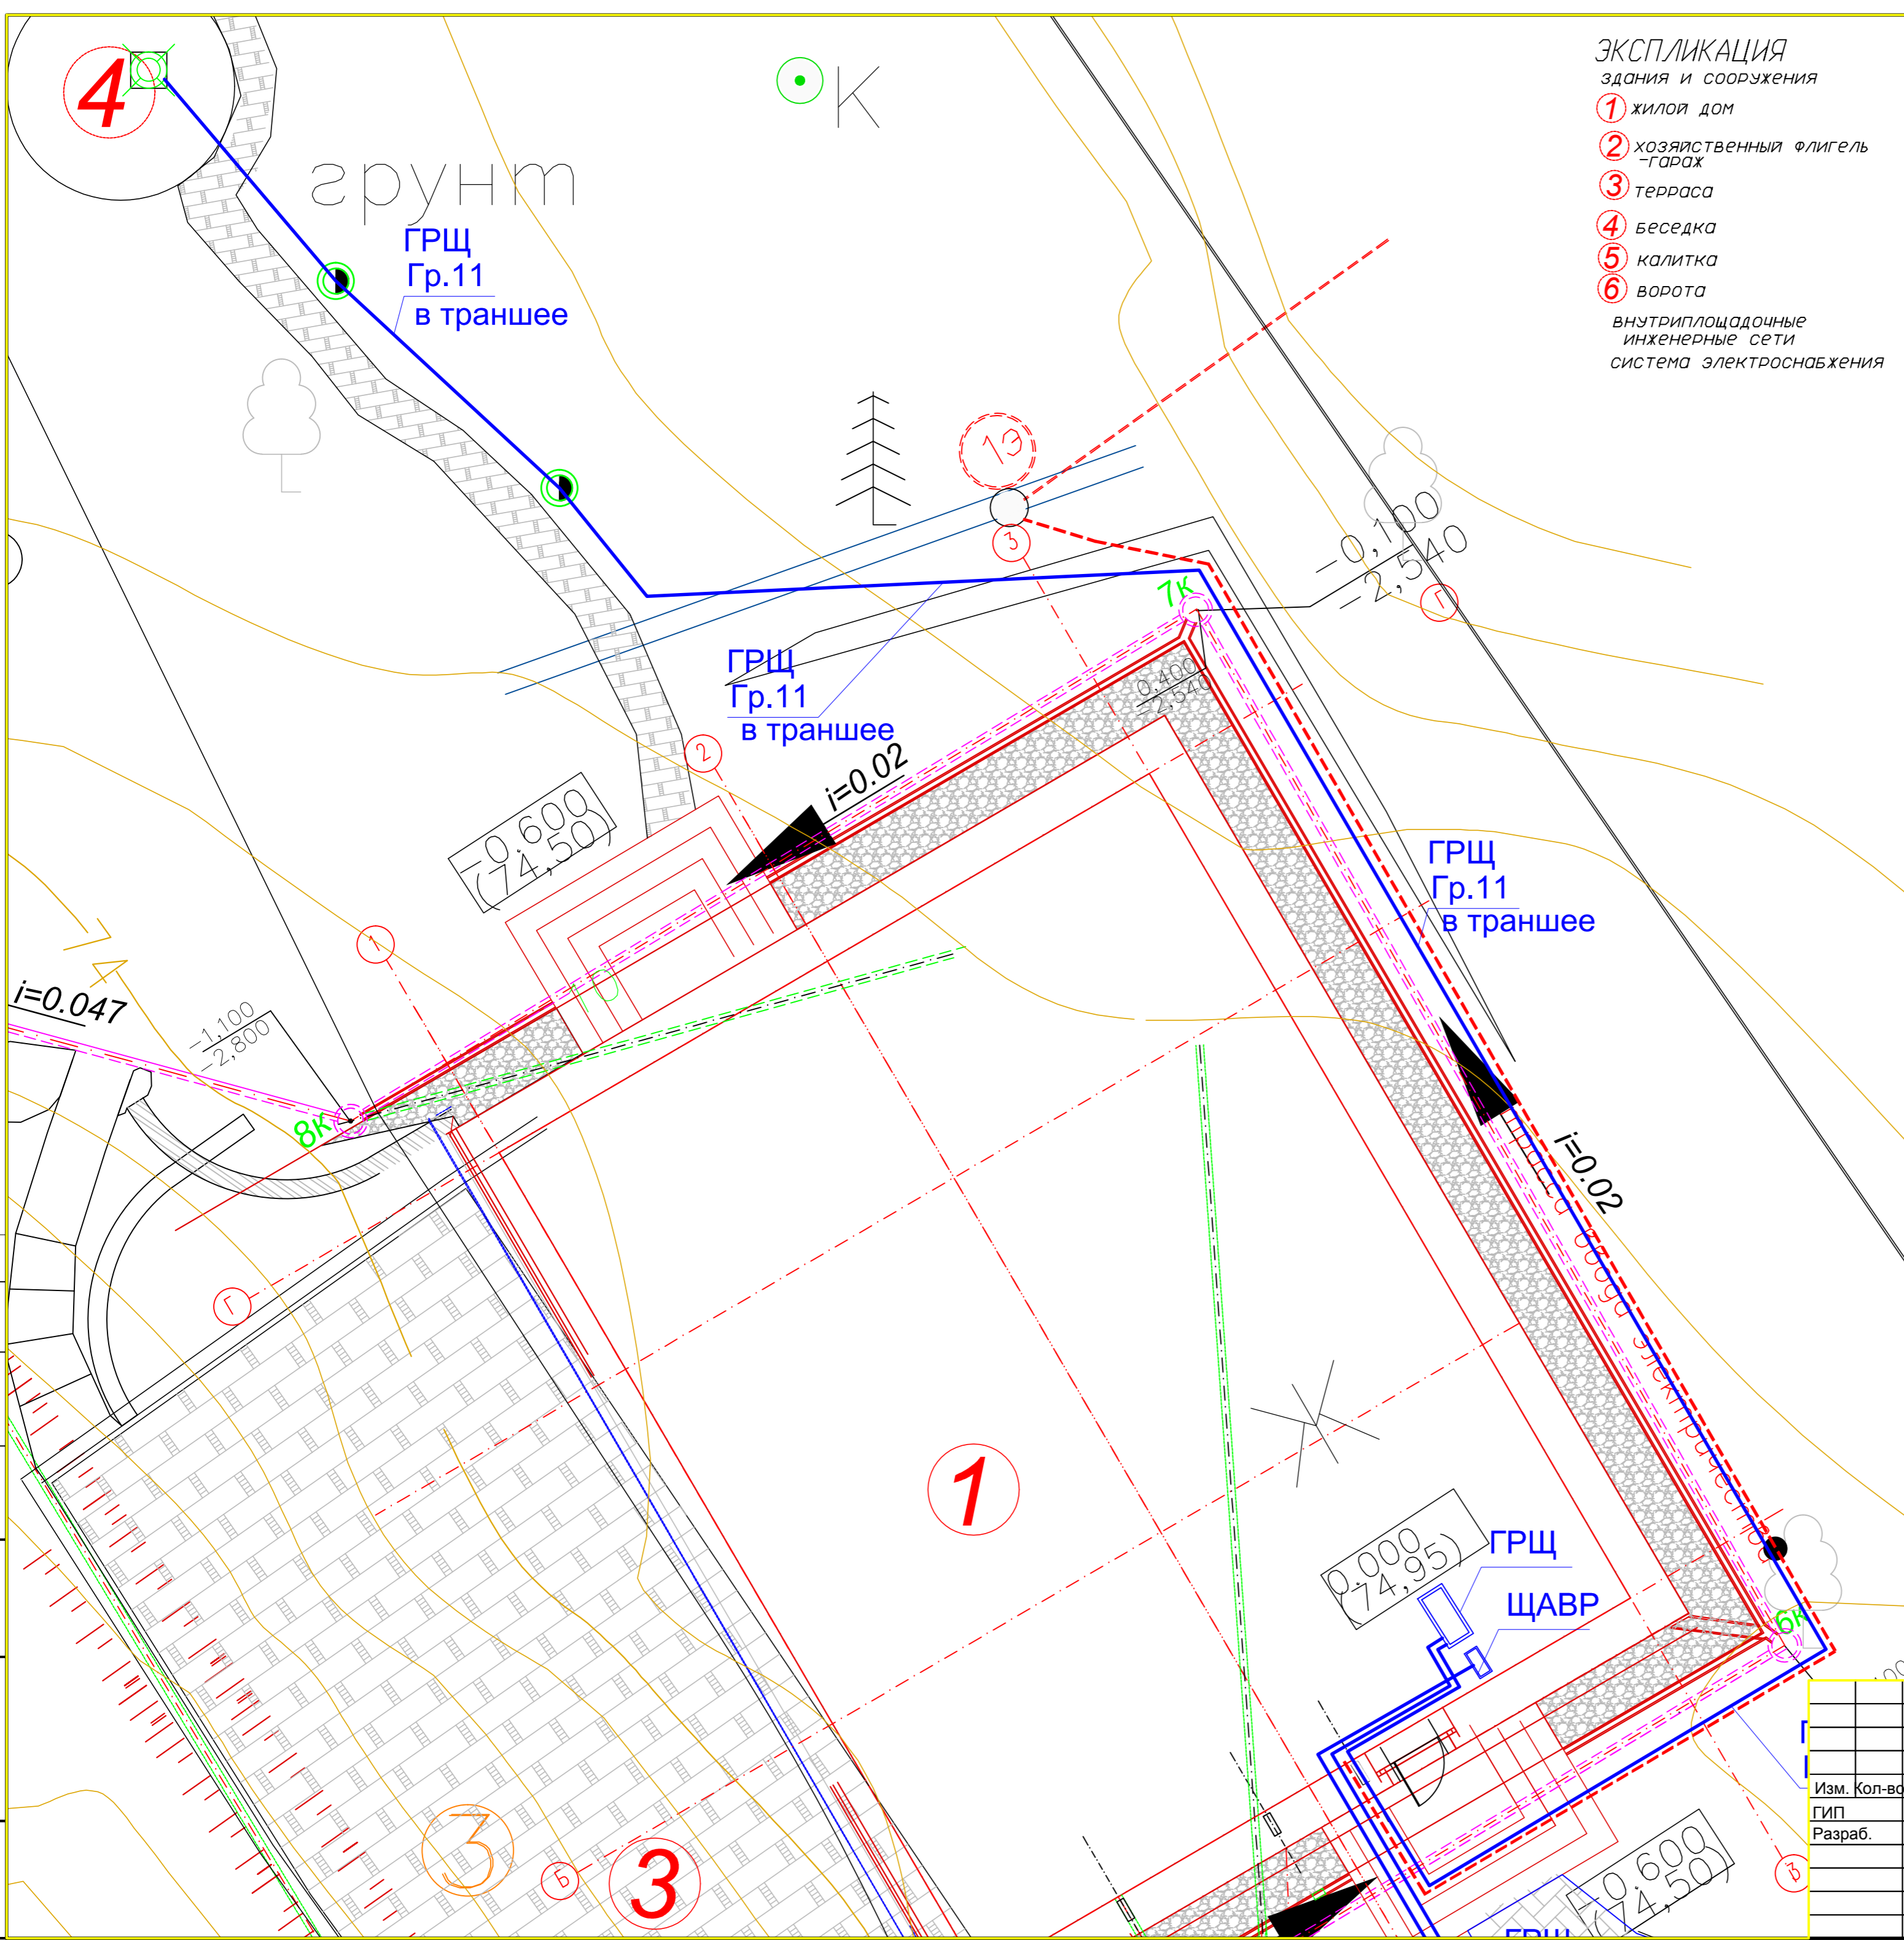 ЭКСПЛИКАЦИЯ
ЗДАНИЯ И СООРУЖЕНИЯ
1 ЖИЛОЙ ДОМ
2 ХОЗЯЙСТВЕННЫЙ ФЛИГЕЛЬ
-ГАРАЖ
3 ТЕРРАСА
4 БЕСЕДКА
5 КАЛИТКА
6 ВОРОТА
ВНУТРИПЛОЩАДОЧНЫЕ
ИНЖЕНЕРНЫЕ СЕТИ
СИСТЕМА ЭЛЕКТРОСНАБЖЕНИЯ
4
К
грунт
ГРЩ
Гр.11
в траншее
1Э
3
-0,100
-2,540
Г
7к
ГРЩ
Гр.11
в траншее
0,400
-2,540
2
i=0.02
-0.600
(74,50)
ГРЩ
Гр.11
в траншее
1
i=0.047
-1,100
-2,800
8к
i=0.02
Г
1
0.000
(74,95)
ГРЩ
ЩАВР
6к
3
Б
3
-0.600
(74,50)
3
ГРЩ
Изм. Кол-во
ГИП
Разраб.